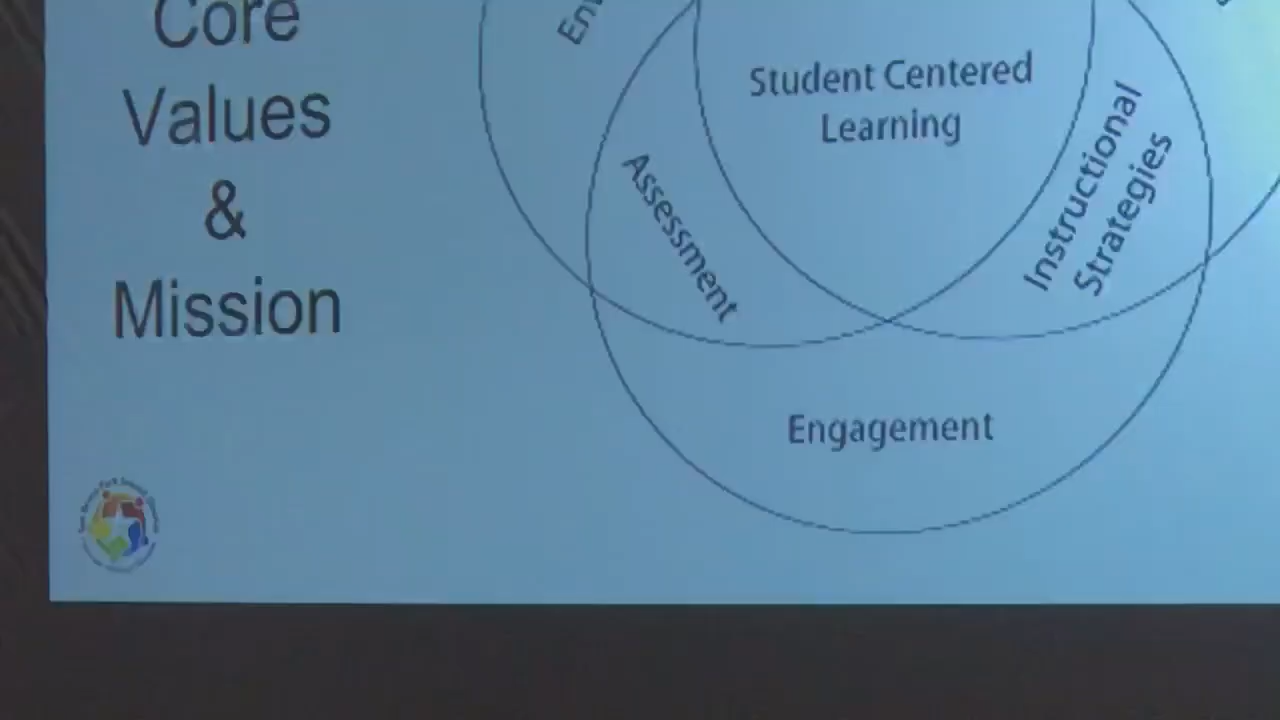 Core
Values
&
Mission
Student Centered
Learning
Assessment
Instructional
Strategies
Engagement